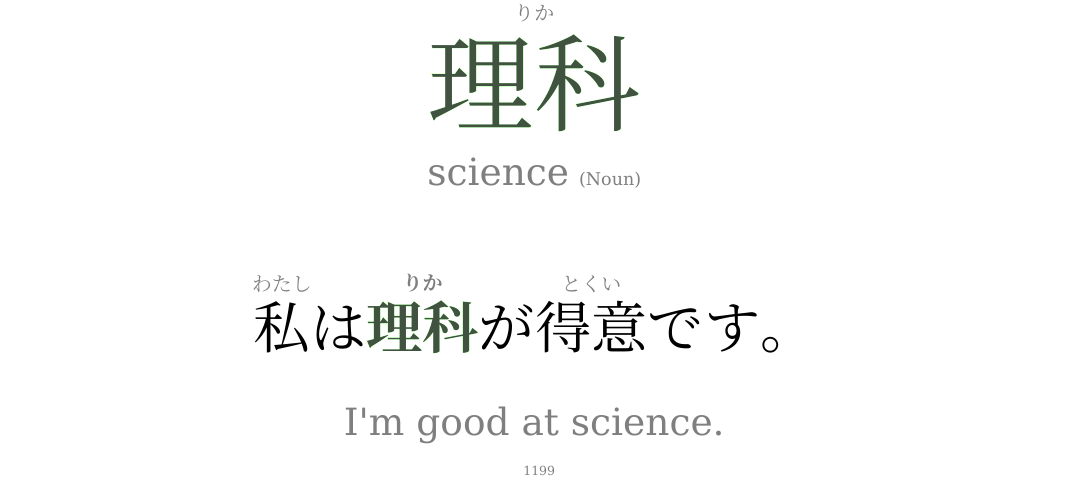 りか
理科
science (Noun)
わたし りか とくい
私は理科が得意です。
I'm good at science.
1199